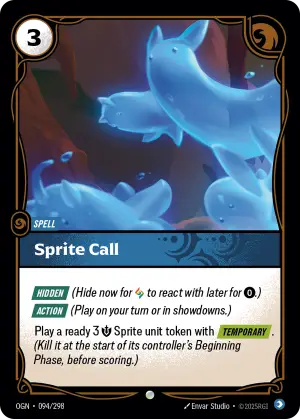 3
SPELL
Sprite Call
HIDDEN (Hide now for to react with later for 0.)
ACTION (Play on your turn or in showdowns.)
Play a ready 3 Sprite unit token with TEMPORARY.
(Kill it at the start of its controller's Beginning
Phase, before scoring.)
OGN • 094/298
Envar Studio • ©2025RGI